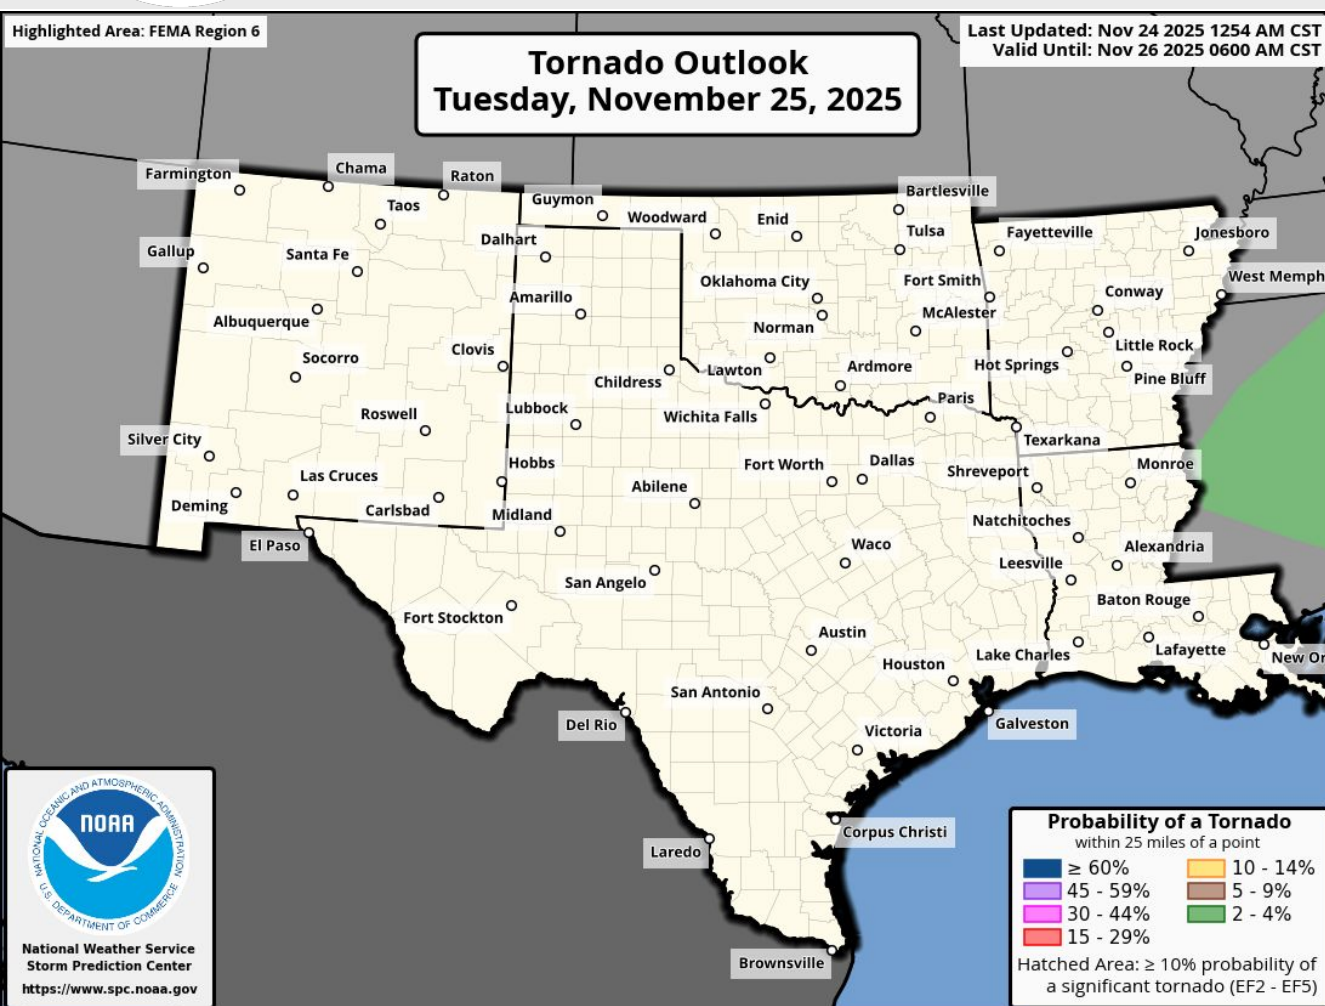 Highlighted Area: FEMA Region 6
Last Updated: Nov 24 2025 1254 AM CST
Valid Until: Nov 26 2025 0600 AM CST
Tornado Outlook
Tuesday, November 25, 2025
Farmington
Chama
Raton
Taos
Guymon
Woodward
Enid
Bartlesville
Tulsa
Fayetteville
Jonesboro
Gallup
Santa Fe
Dalhart
Oklahoma City
Fort Smith
West Memph
Amarillo
Conway
Albuquerque
Norman
McAlester
Little Rock
Socorro
Clovis
Childress
Lawton
Ardmore
Hot Springs
Pine Bluff
Roswell
Lubbock
Wichita Falls
Paris
Silver City
Texarkana
Las Cruces
Hobbs
Abilene
Fort Worth
Dallas
Shreveport
Monroe
Deming
Carlsbad
Midland
Natchitoches
El Paso
Waco
Alexandria
San Angelo
Leesville
Fort Stockton
Baton Rouge
Austin
Houston
Lake Charles
Lafayette
New Or
San Antonio
Del Rio
Victoria
Galveston
Corpus Christi
Laredo
Brownsville
NATIONAL OCEANIC AND ATMOSPHERIC ADMINISTRATION
NOAA
U.S. DEPARTMENT OF COMMERCE
National Weather Service
Storm Prediction Center
https://www.spc.noaa.gov
Probability of a Tornado
within 25 miles of a point
≥ 60%
10 - 14%
45 - 59%
5 - 9%
30 - 44%
2 - 4%
15 - 29%
Hatched Area: ≥ 10% probability of
a significant tornado (EF2 - EF5)